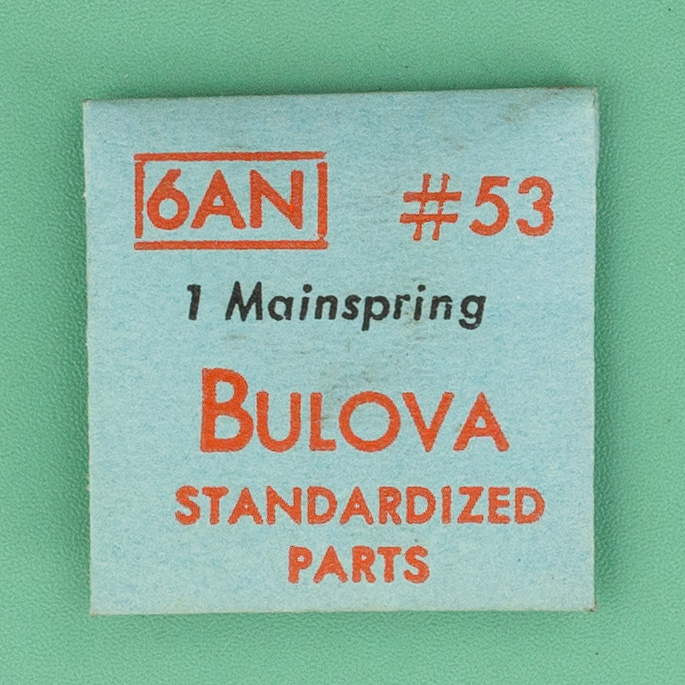 6AN #53
1 Mainspring
BULOVA
STANDARDIZED
PARTS